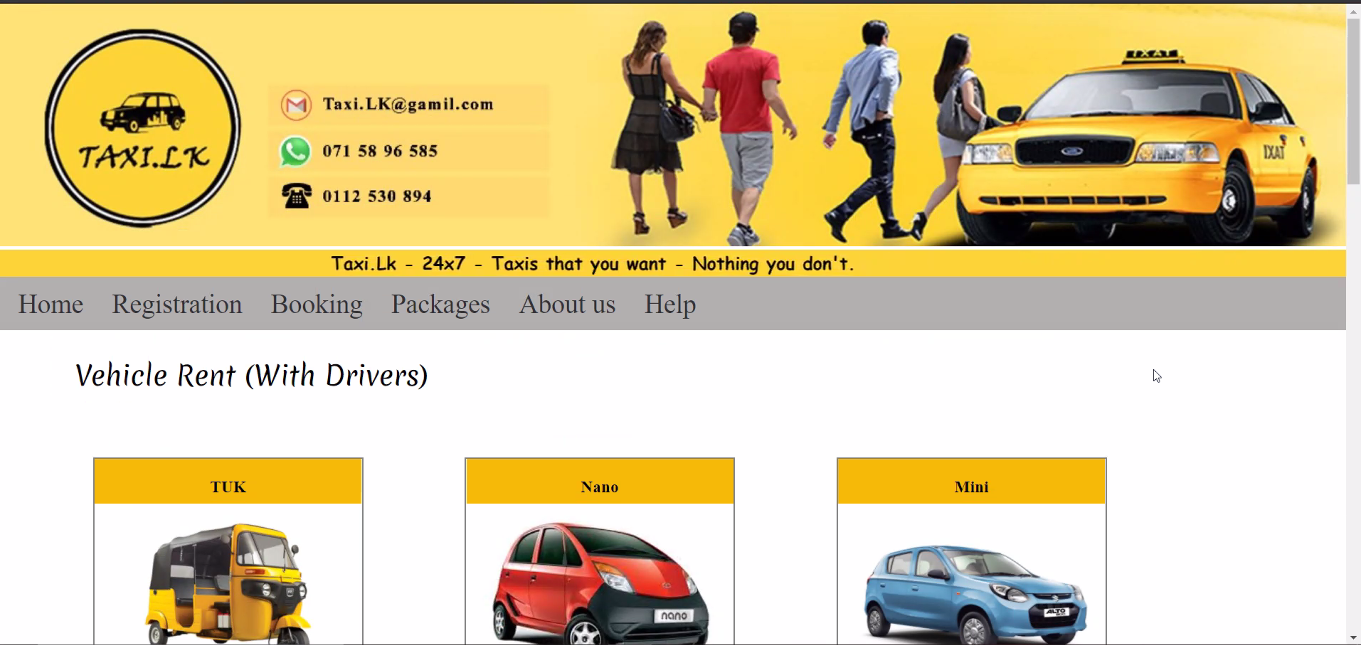 TAXI.LK
Taxi.LK@gamil.com
071 58 96 585
0112 530 894
TAXI
TAXI
Taxi.Lk - 24x7 - Taxis that you want - Nothing you don't.
Home Registration Booking Packages About us Help
Vehicle Rent (With Drivers)
TUK Nano Mini
nano
ALTO